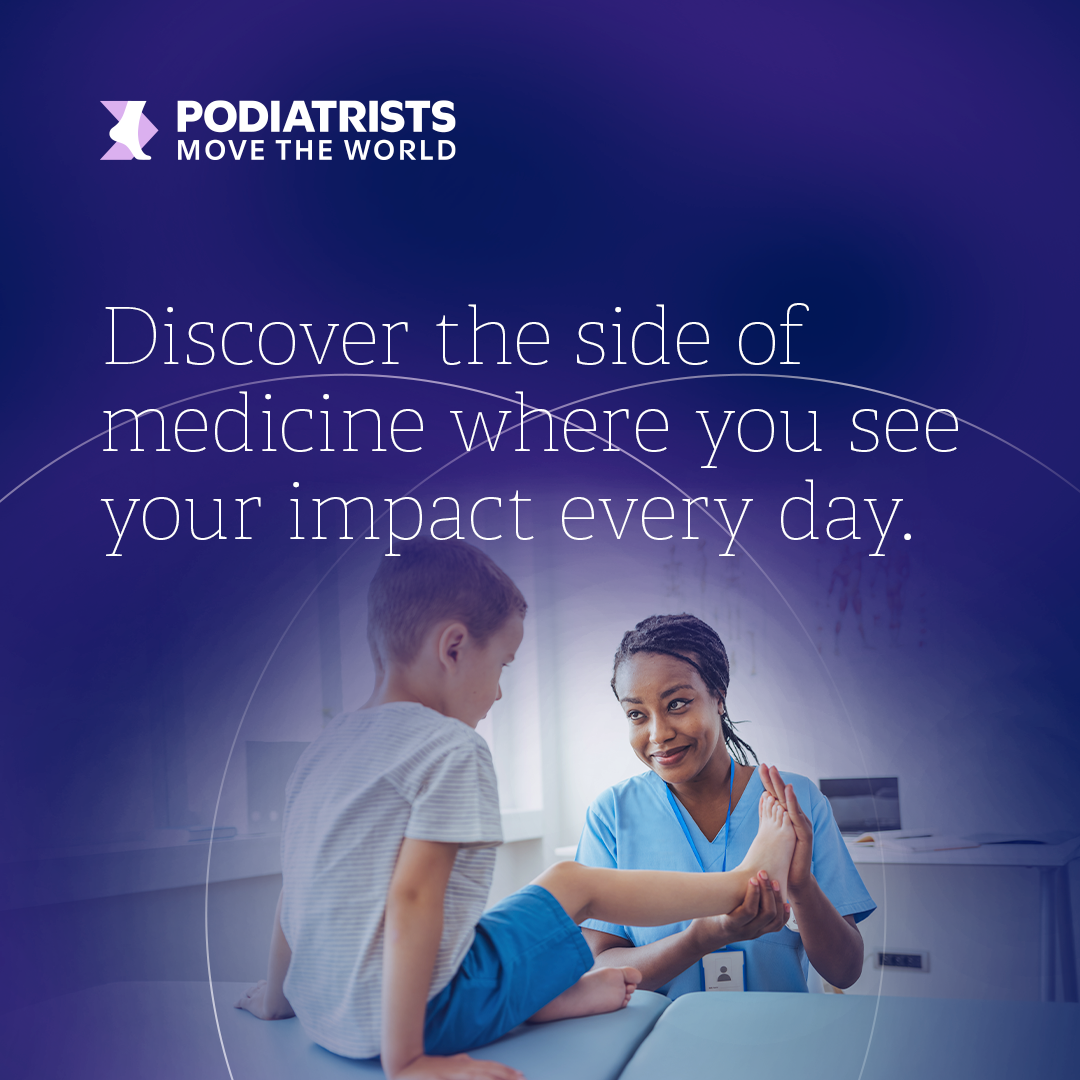 PODIATRISTS
MOVE THE WORLD
Discover the side of
medicine where you see
your impact every day.